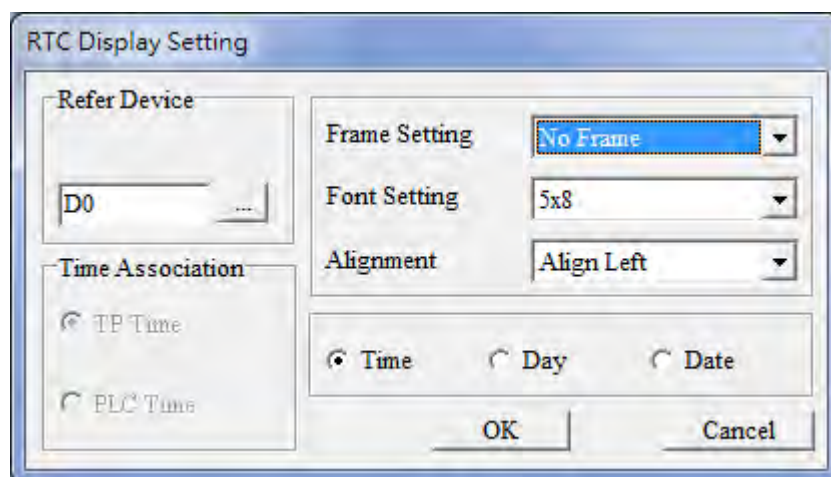 RTC Display Setting
Refer Device
D0
...
Time Association
TP Time
PLC Time
Frame Setting
No Frame
Font Setting
5x8
Alignment
Align Left
Time
Day
Date
OK
Cancel